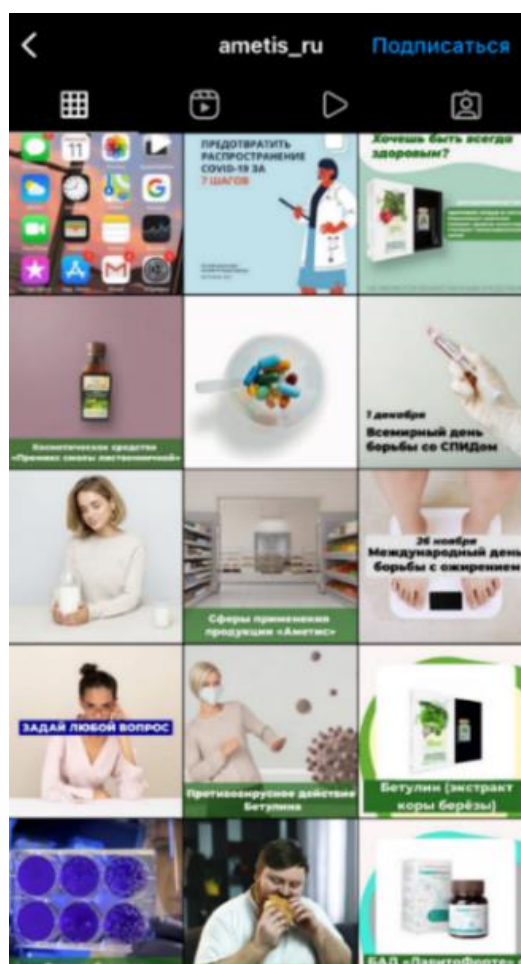 ametis_ru
Подписаться
11
G
ПРЕДОТВРАТИТЬ
РАСПРОСТРАНЕНИЕ
COVID-19 ЗА
7 ШАГОВ
Хочешь быть всегда
здоровым?
Косметическое средство
«Премикс смолы лиственничной»
1 декабря
Всемирный день
борьбы со СПИДом
Сферы применения
продукции «Аметис»
26 ноября
Международный день
борьбы с ожирением
ЗАДАЙ ЛЮБОЙ ВОПРОС
Противовирусное действие
Бетулина
Бетулин (экстракт
коры берёзы)
БАД «ЛавитоФорте»